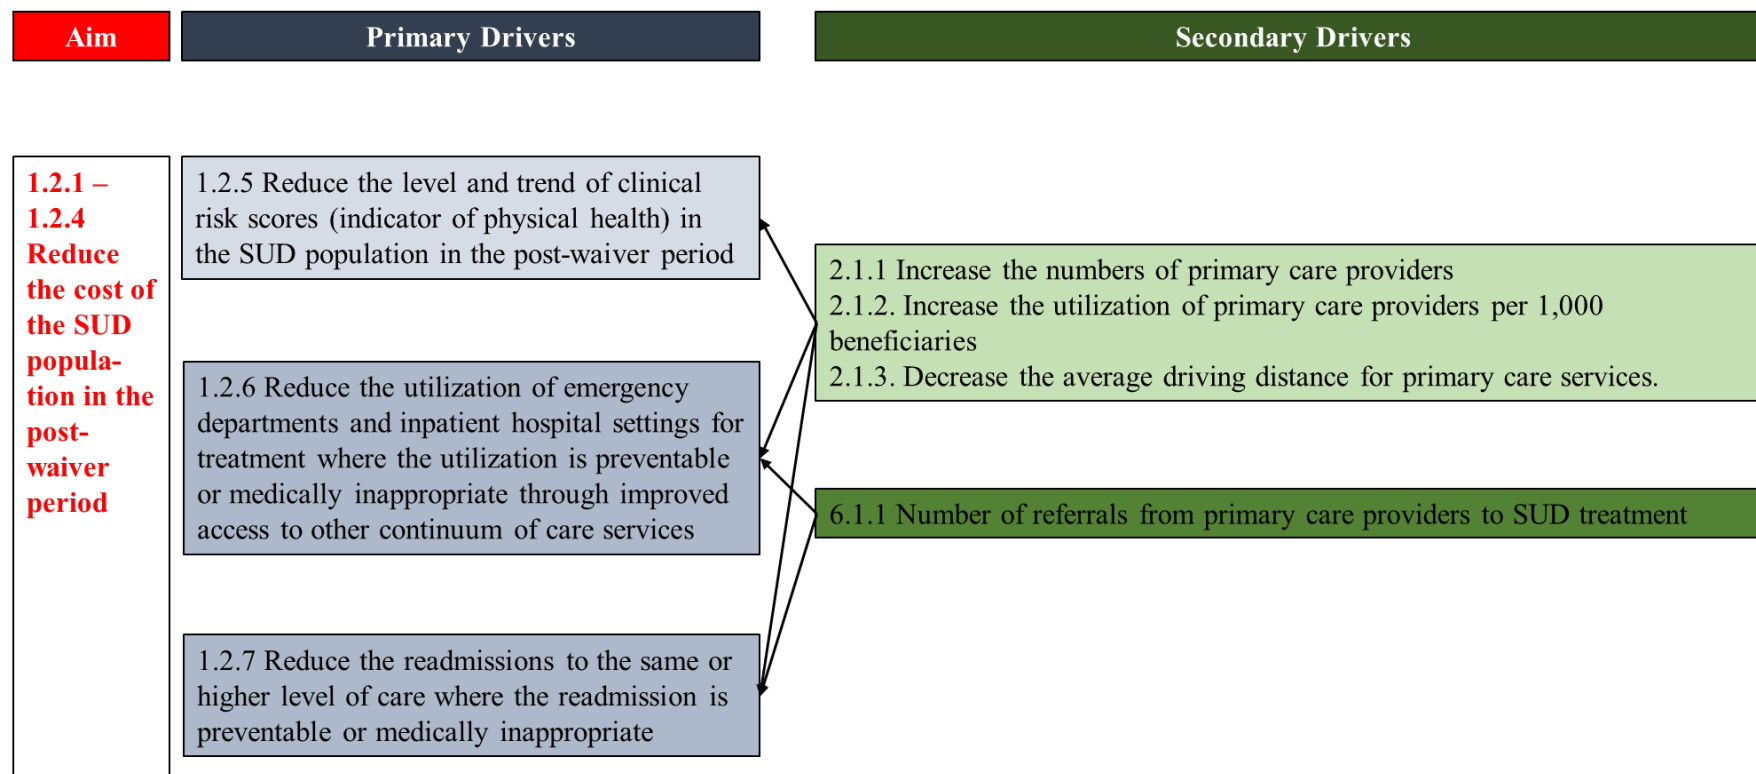 Aim
Primary Drivers
Secondary Drivers
1.2.1 –
1.2.4
Reduce
the cost of
the SUD
popula-
tion in the
post-
waiver
period
1.2.5 Reduce the level and trend of clinical
risk scores (indicator of physical health) in
the SUD population in the post-waiver period
1.2.6 Reduce the utilization of emergency
departments and inpatient hospital settings for
treatment where the utilization is preventable
or medically inappropriate through improved
access to other continuum of care services
1.2.7 Reduce the readmissions to the same or
higher level of care where the readmission is
preventable or medically inappropriate
2.1.1 Increase the numbers of primary care providers
2.1.2. Increase the utilization of primary care providers per 1,000
beneficiaries
2.1.3. Decrease the average driving distance for primary care services.
6.1.1 Number of referrals from primary care providers to SUD treatment